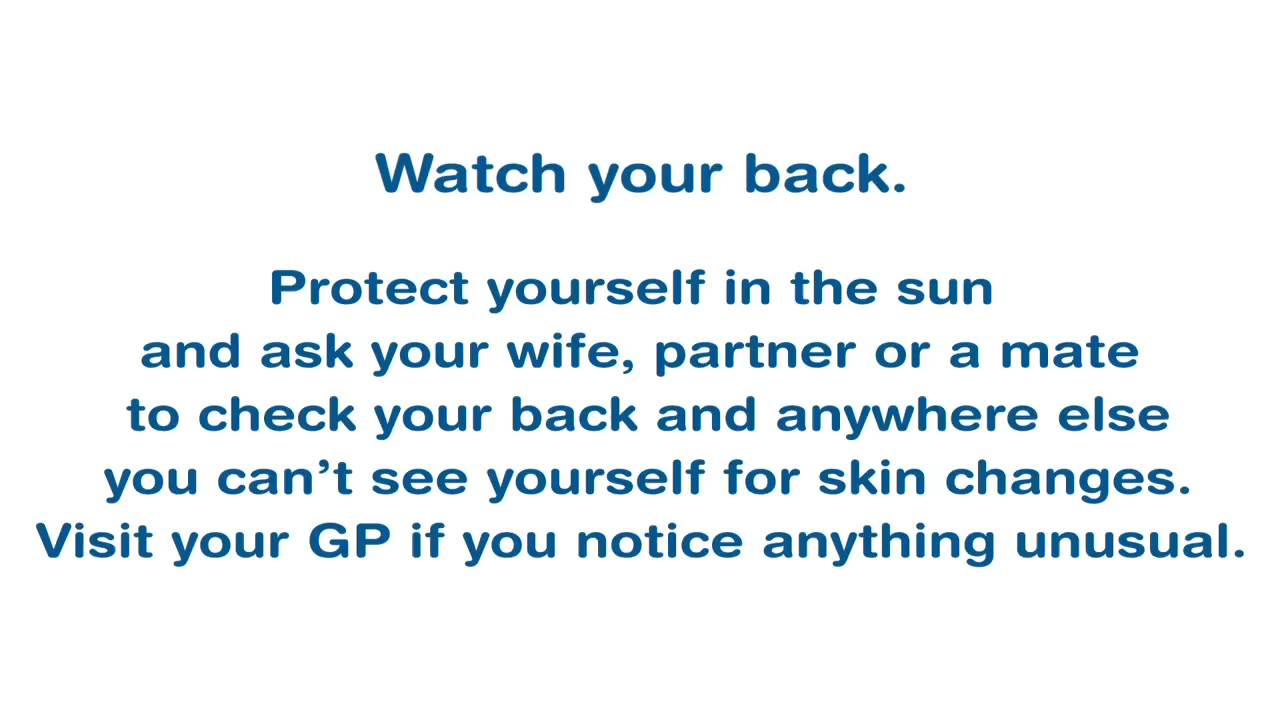 Watch your back.
Protect yourself in the sun
and ask your wife, partner or a mate
to check your back and anywhere else
you can’t see yourself for skin changes.
Visit your GP if you notice anything unusual.